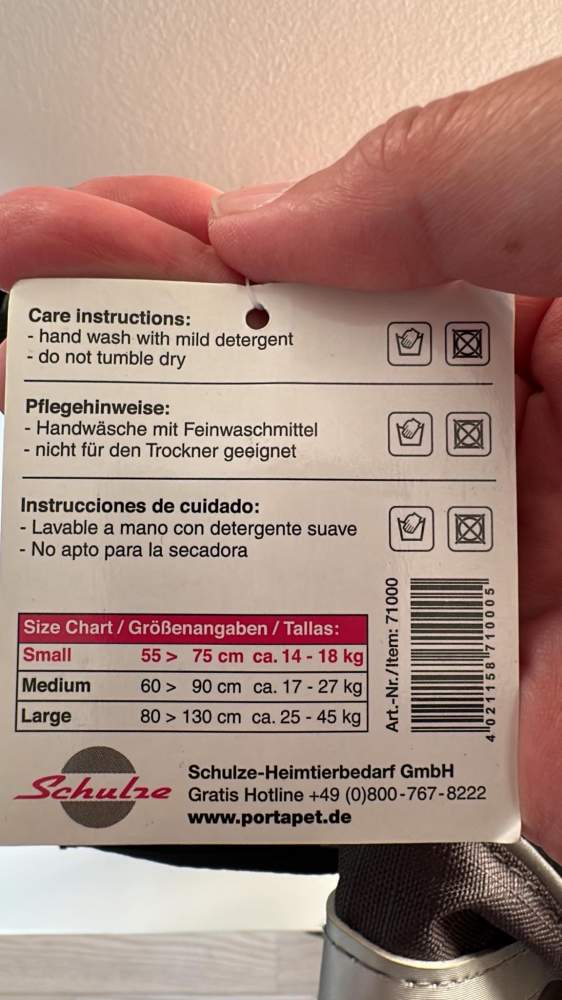 Care instructions:
- hand wash with mild detergent
- do not tumble dry
Pflegehinweise:
- Handwäsche mit Feinwaschmittel
- nicht für den Trockner geeignet
Instrucciones de cuidado:
- Lavable a mano con detergente suave
- No apto para la secadora
Size Chart / Größenangaben / Tallas:
Small 55 > 75 cm ca. 14 - 18 kg
Medium 60 > 90 cm ca. 17 - 27 kg
Large 80 > 130 cm ca. 25 - 45 kg
Art.-Nr./Item: 71000
4 021158 710005
Schulze
Schulze-Heimtierbedarf GmbH
Gratis Hotline +49 (0)800-767-8222
www.portapet.de